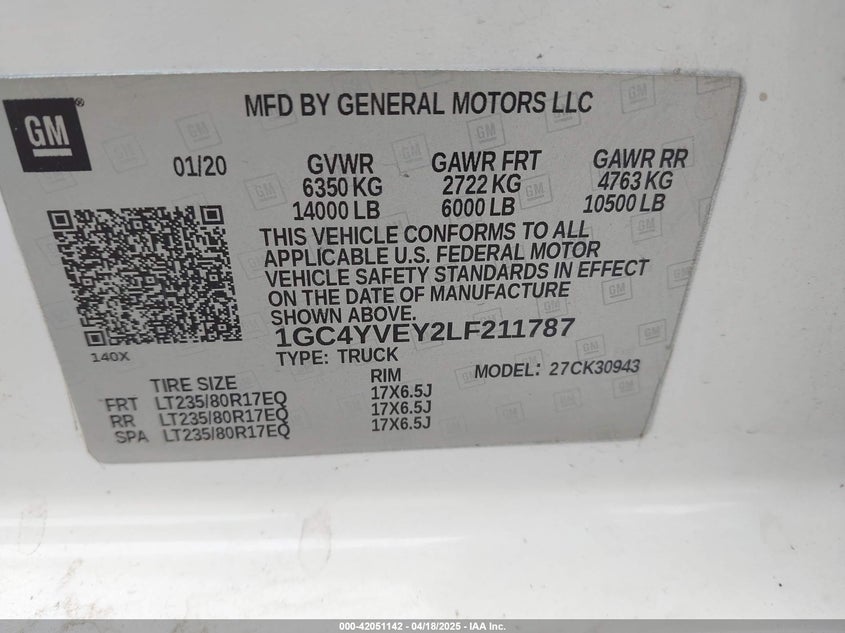 GM
MFD BY GENERAL MOTORS LLC
01/20 GVWR GAWR FRT GAWR RR
6350 KG 2722 KG 4763 KG
14000 LB 6000 LB 10500 LB
THIS VEHICLE CONFORMS TO ALL
APPLICABLE U.S. FEDERAL MOTOR
VEHICLE SAFETY STANDARDS IN EFFECT
ON THE DATE OF MANUFACTURE
SHOWN ABOVE.
1GC4YVEY2LF211787
140X
TYPE: TRUCK
MODEL: 27CK30943
TIRE SIZE RIM
FRT LT235/80R17EQ 17X6.5J
RR LT235/80R17EQ 17X6.5J
SPA LT235/80R17EQ 17X6.5J
000-42051142 - 04/18/2025 - IAA Inc.